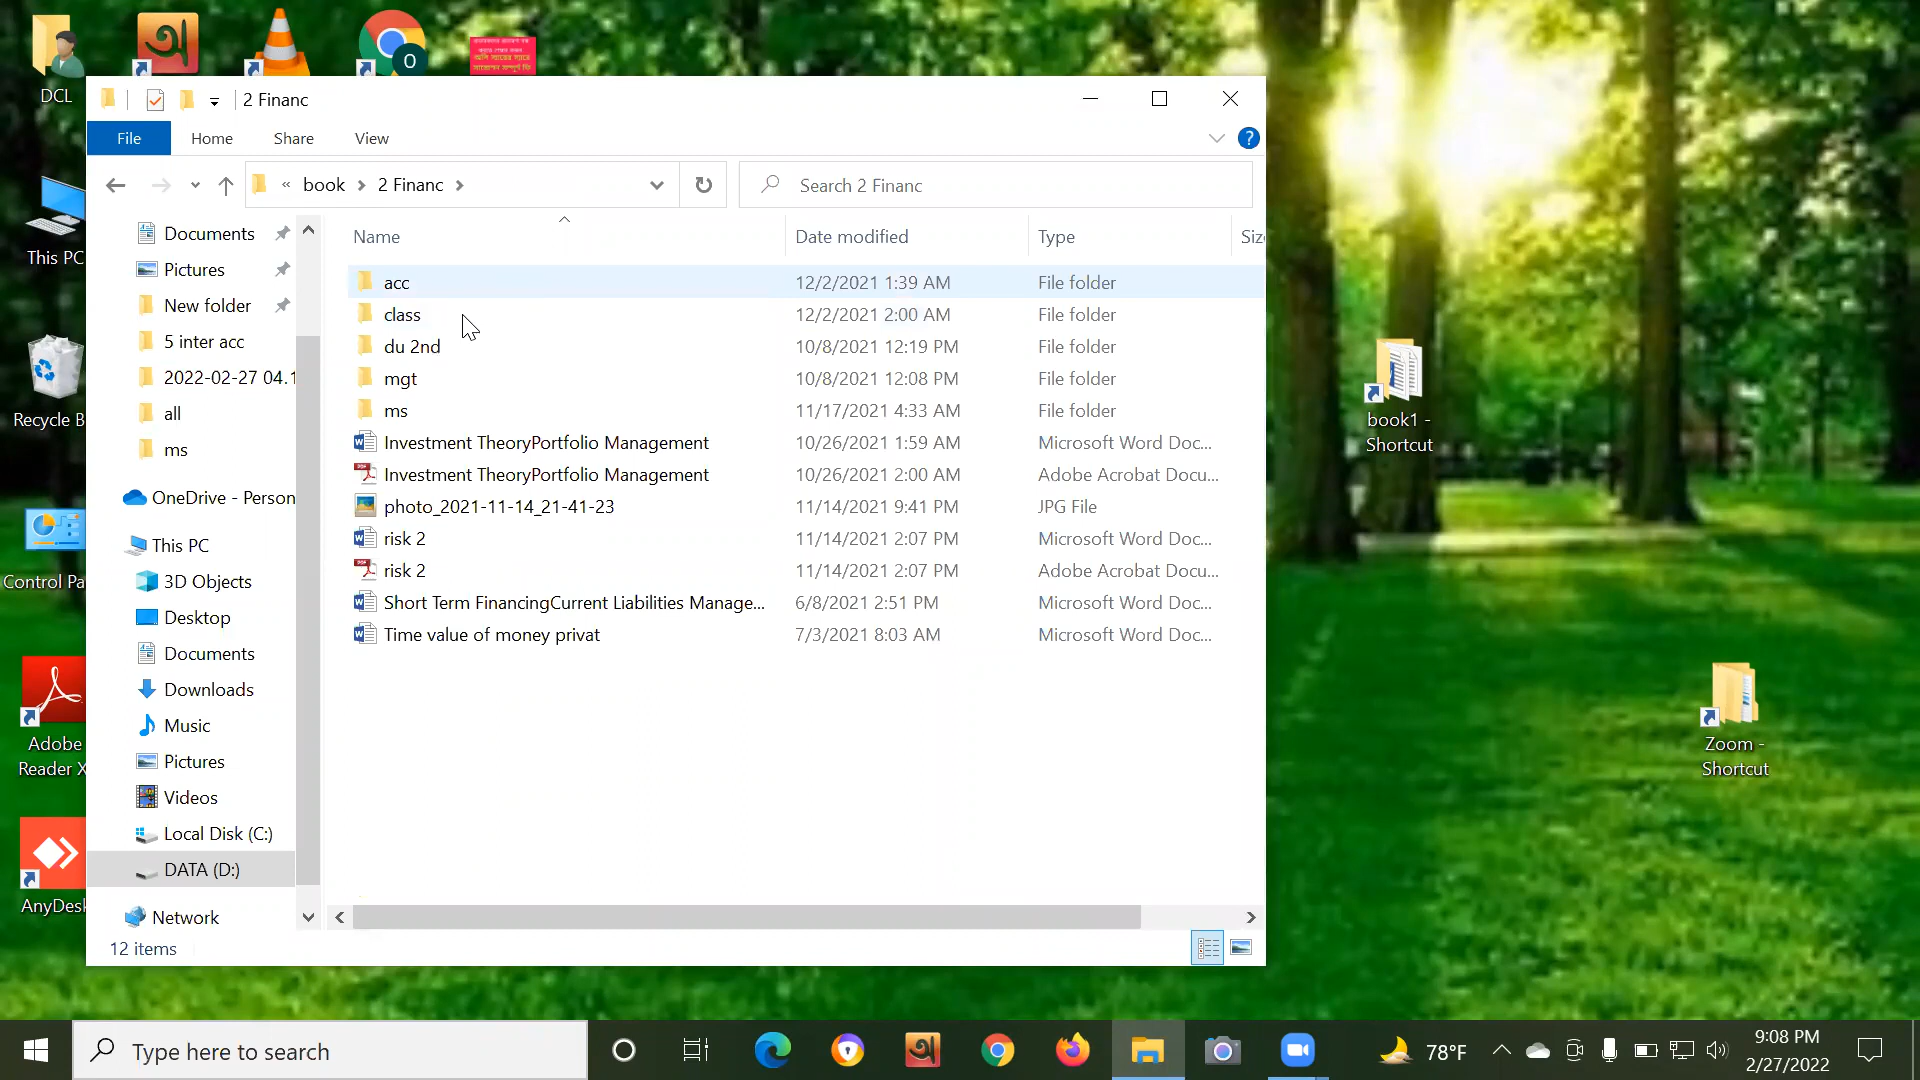 DCL
2 Financ
File
Home
Share
View
book
2 Financ
Search 2 Financ
Name
Date modified
Type
Siz
acc
12/2/2021 1:39 AM
File folder
class
12/2/2021 2:00 AM
File folder
du 2nd
10/8/2021 12:19 PM
File folder
mgt
10/8/2021 12:08 PM
File folder
ms
11/17/2021 4:33 AM
File folder
Investment TheoryPortfolio Management
10/26/2021 1:59 AM
Microsoft Word Doc...
Investment TheoryPortfolio Management
10/26/2021 2:00 AM
Adobe Acrobat Docu...
photo_2021-11-14_21-41-23
11/14/2021 9:41 PM
JPG File
risk 2
11/14/2021 2:07 PM
Microsoft Word Doc...
risk 2
11/14/2021 2:07 PM
Adobe Acrobat Docu...
Short Term FinancingCurrent Liabilities Manage...
6/8/2021 2:51 PM
Microsoft Word Doc...
Time value of money privat
7/3/2021 8:03 AM
Microsoft Word Doc...
Documents
Pictures
New folder
5 inter acc
2022-02-27 04.1
all
ms
OneDrive - Person
This PC
3D Objects
Desktop
Documents
Downloads
Music
Pictures
Videos
Local Disk (C:)
DATA (D:)
Network
12 items
This PC
Recycle B
Control Pa
Adobe
Reader X
AnyDesk
book1 -
Shortcut
Zoom -
Shortcut
Type here to search
অ
78°F
9:08 PM
2/27/2022